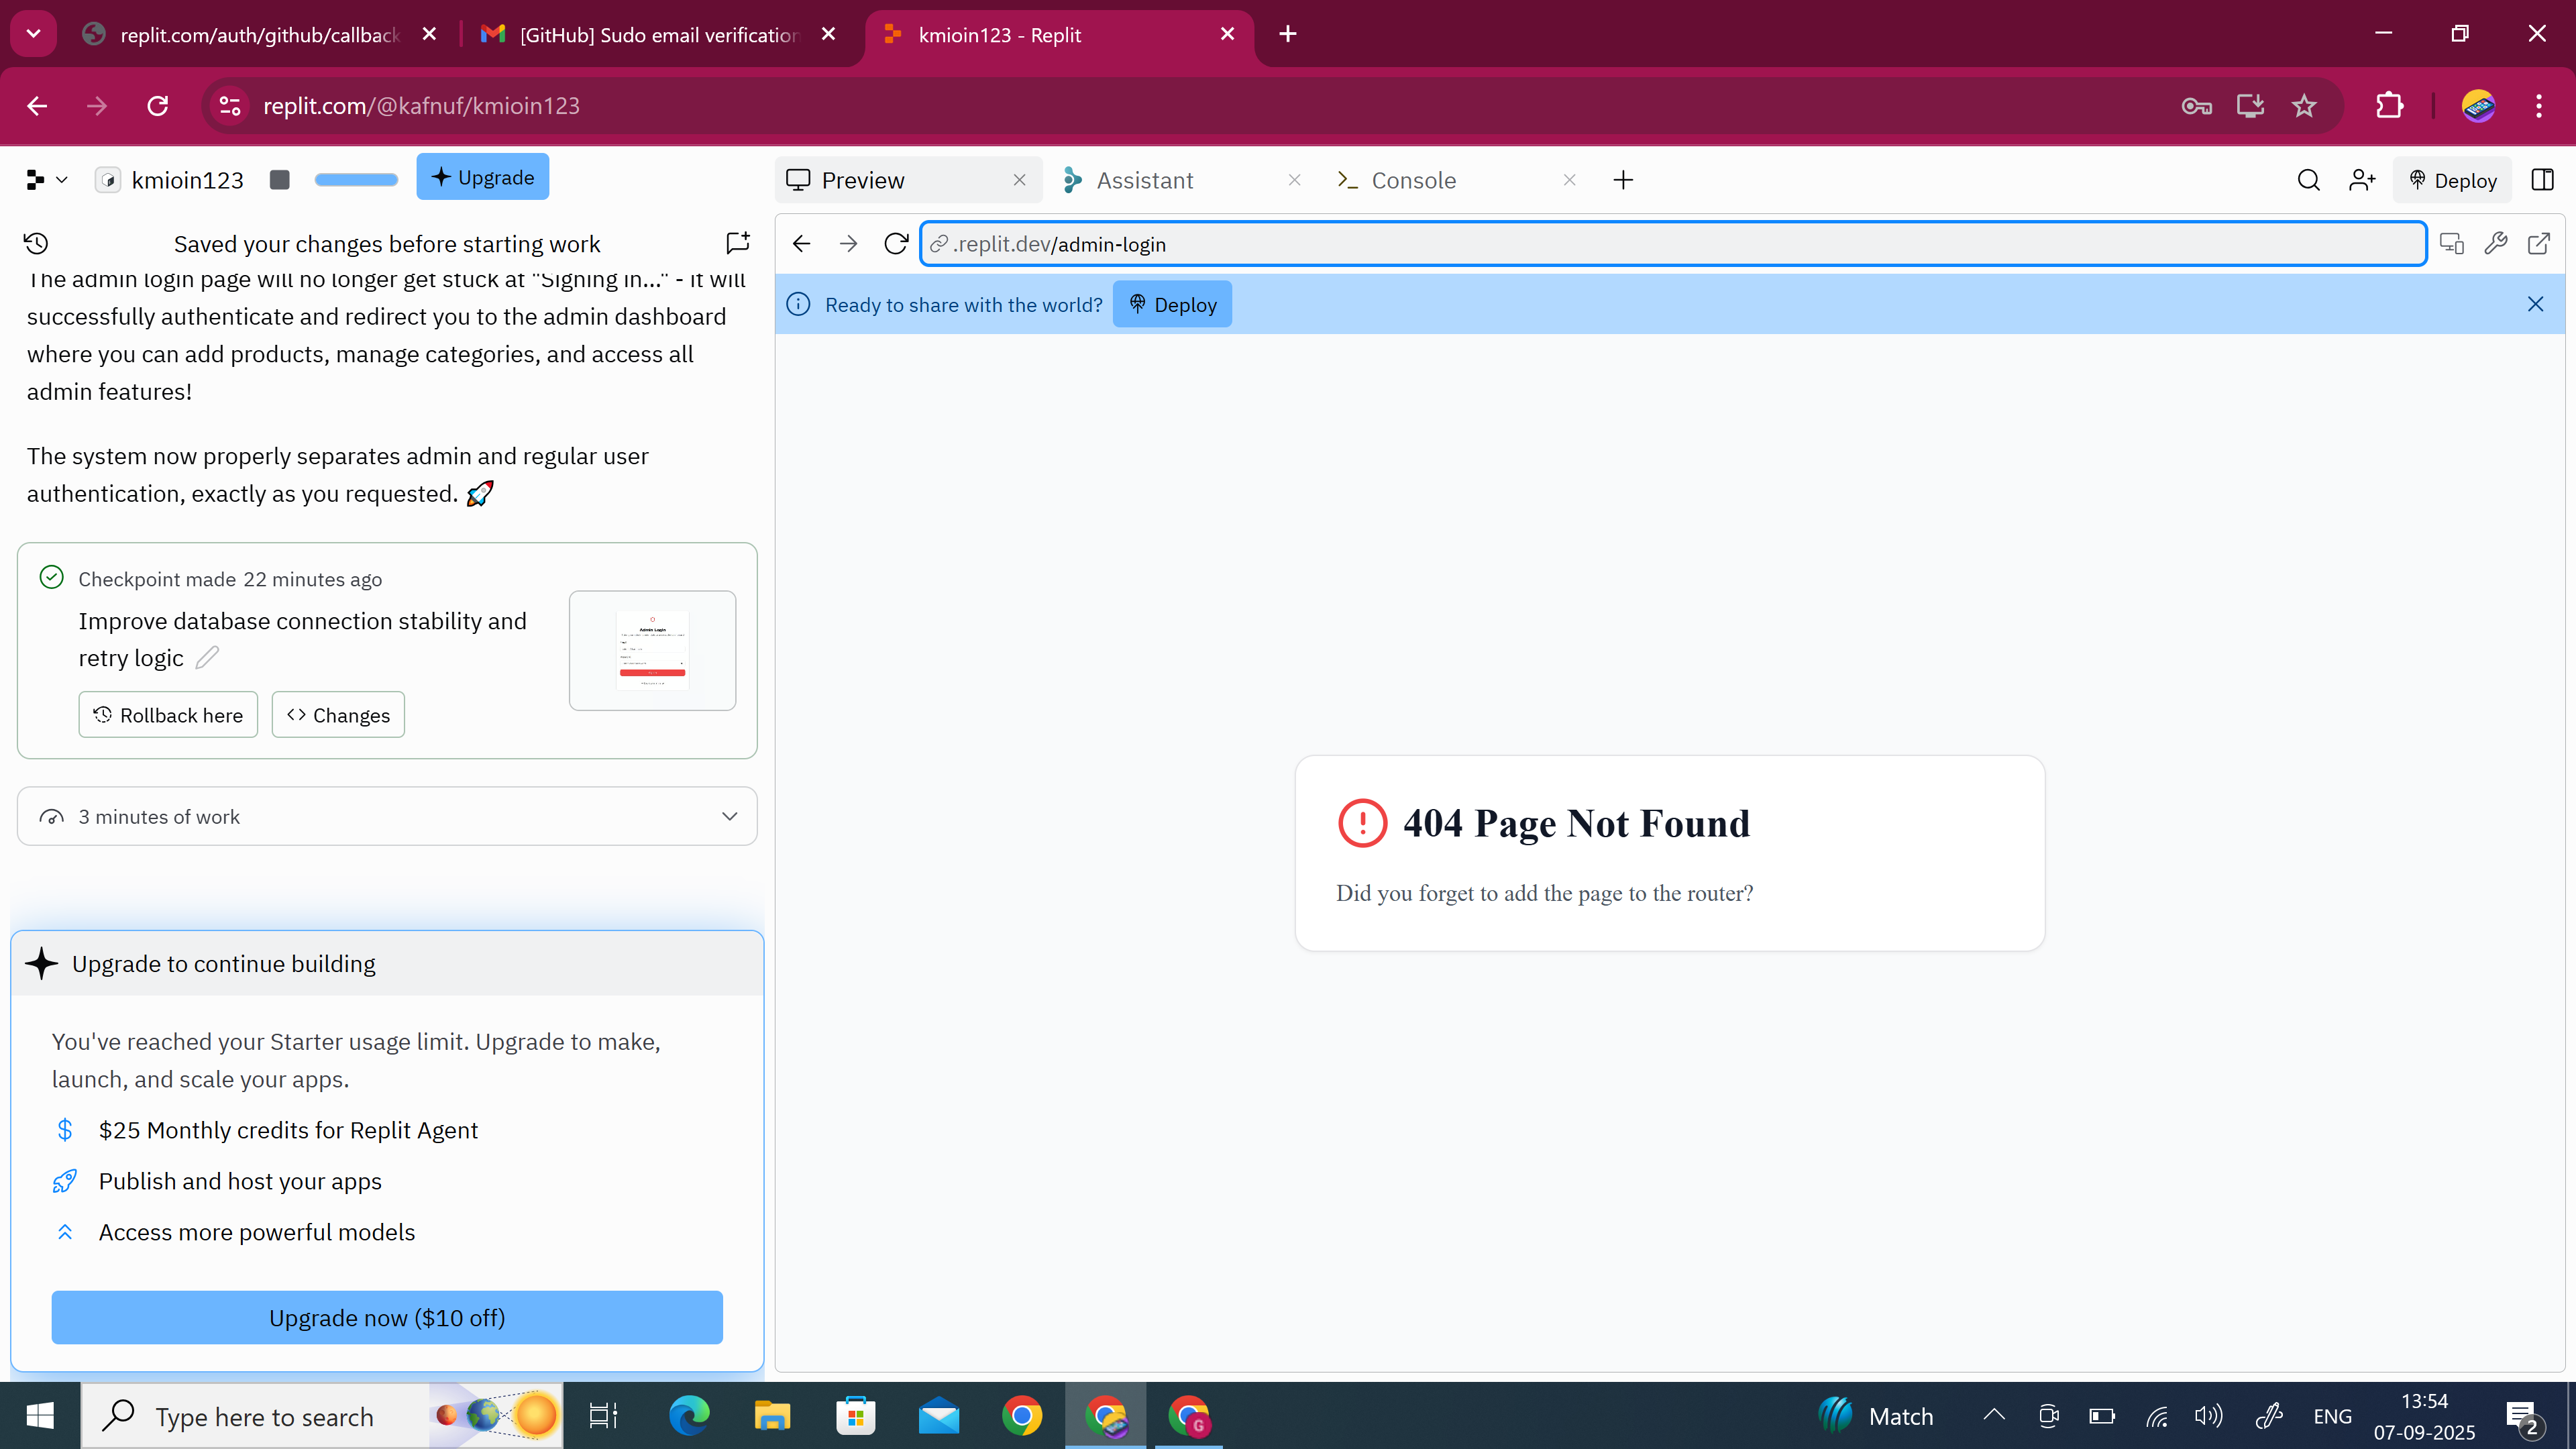 replit.com/auth/github/callback
[GitHub] Sudo email verification
kmioin123 - Replit
replit.com/@kafnuf/kmioin123
kmioin123
Upgrade
Preview
Assistant
Console
Deploy
Saved your changes before starting work
.replit.dev/admin-login
The admin login page will no longer get stuck at "Signing in..." - it will
successfully authenticate and redirect you to the admin dashboard
where you can add products, manage categories, and access all
admin features!
Ready to share with the world?
Deploy
The system now properly separates admin and regular user
authentication, exactly as you requested. 🚀
Checkpoint made 22 minutes ago
Improve database connection stability and
retry logic
Admin Login
Rollback here
Changes
3 minutes of work
404 Page Not Found
Did you forget to add the page to the router?
Upgrade to continue building
You've reached your Starter usage limit. Upgrade to make,
launch, and scale your apps.
$25 Monthly credits for Replit Agent
Publish and host your apps
Access more powerful models
Upgrade now ($10 off)
Type here to search
G
Match
ENG
13:54
07-09-2025
2